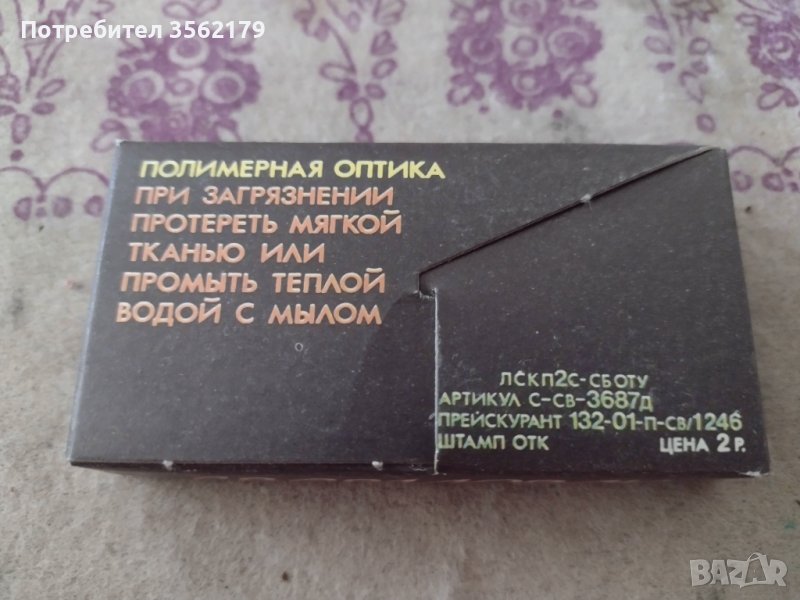 Потребител 3562179
ПОЛИМЕРНАЯ ОПТИКА
ПРИ ЗАГРЯЗНЕНИИ
ПРОТЕРЕТЬ МЯГКОЙ
ТКАНЬЮ ИЛИ
ПРОМЫТЬ ТЕПЛОЙ
ВОДОЙ С МЫЛОМ
ЛСКП2С-СБОТУ
АРТИКУЛ С-СВ-3687Д
ПРЕЙСКУРАНТ 132-01-П-СВ/1246
ШТАМП ОТК ЦЕНА 2 Р.
BAZAR